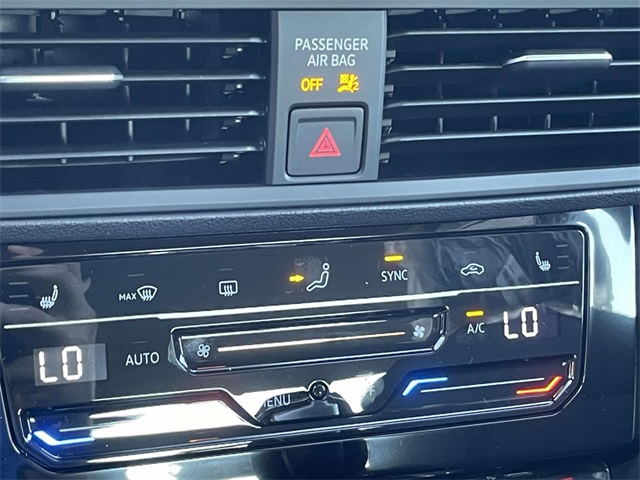 PASSENGER
AIR BAG
OFF
SYNC
MAX
LO
AUTO
A/C
LO
MENU